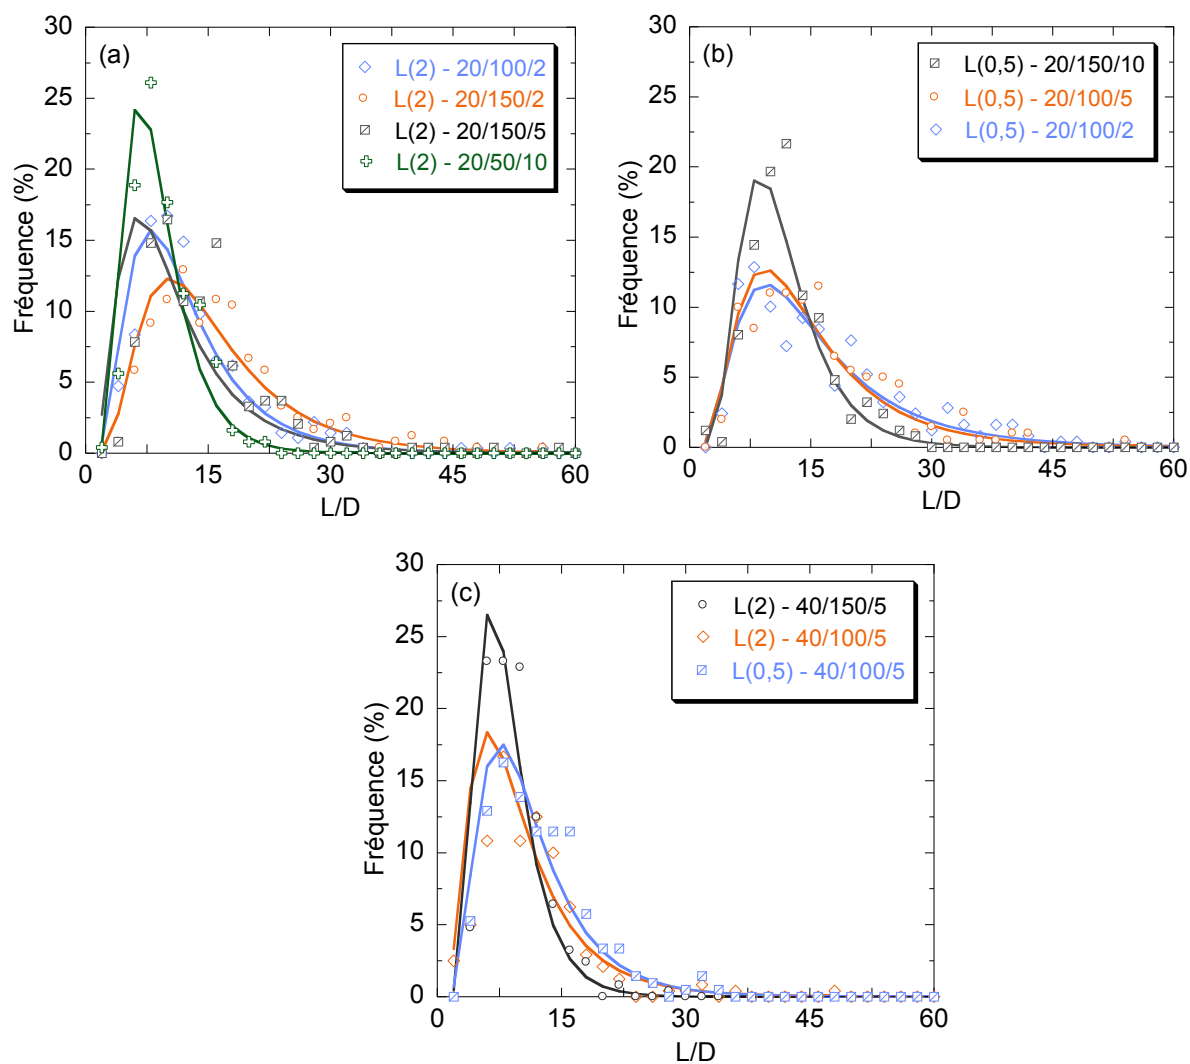 (a)
L(2) - 20/100/2
L(2) - 20/150/2
L(2) - 20/150/5
L(2) - 20/50/10
Fréquence (%)
30
25
20
15
10
5
0
0 15 30 45 60
L/D
(b)
L(0,5) - 20/150/10
L(0,5) - 20/100/5
L(0,5) - 20/100/2
Fréquence (%)
30
25
20
15
10
5
0
0 15 30 45 60
L/D
(c)
L(2) - 40/150/5
L(2) - 40/100/5
L(0,5) - 40/100/5
Fréquence (%)
30
25
20
15
10
5
0
0 15 30 45 60
L/D